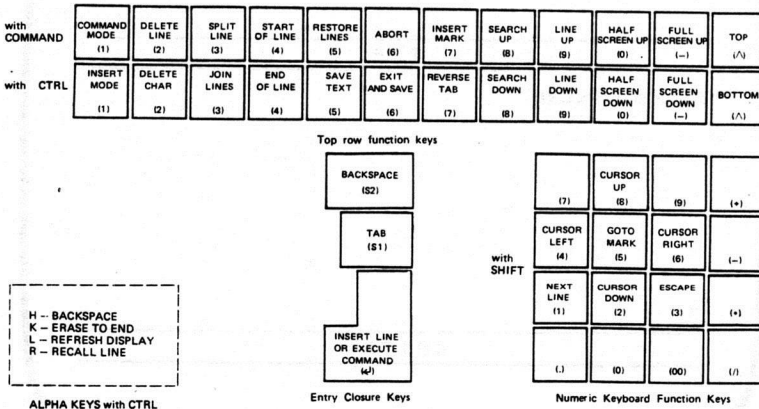 with COMMAND
COMMAND MODE (1)
DELETE LINE (2)
SPLIT LINE (3)
START OF LINE (4)
RESTORE LINES (5)
ABORT (6)
INSERT MARK (7)
SEARCH UP (8)
LINE UP (9)
HALF SCREEN UP (0)
FULL SCREEN UP (—)
TOP (/\)
with CTRL
INSERT MODE (1)
DELETE CHAR (2)
JOIN LINES (3)
END OF LINE (4)
SAVE TEXT (5)
EXIT AND SAVE (6)
REVERSE TAB (7)
SEARCH DOWN (8)
LINE DOWN (9)
HALF SCREEN DOWN (0)
FULL SCREEN DOWN (—)
BOTTOM (/\)
Top row function keys
BACKSPACE (S2)
TAB (S1)
INSERT LINE OR EXECUTE COMMAND (↵)
Entry Closure Keys
with SHIFT
(7)
CURSOR UP (8)
(9)
(+)
CURSOR LEFT (4)
GOTO MARK (5)
CURSOR RIGHT (6)
(—)
NEXT LINE (1)
CURSOR DOWN (2)
ESCAPE (3)
(•)
(.)
(0)
(00)
(/)
Numeric Keyboard Function Keys
H -- BACKSPACE
K – ERASE TO END
L – REFRESH DISPLAY
R – RECALL LINE
ALPHA KEYS with CTRL